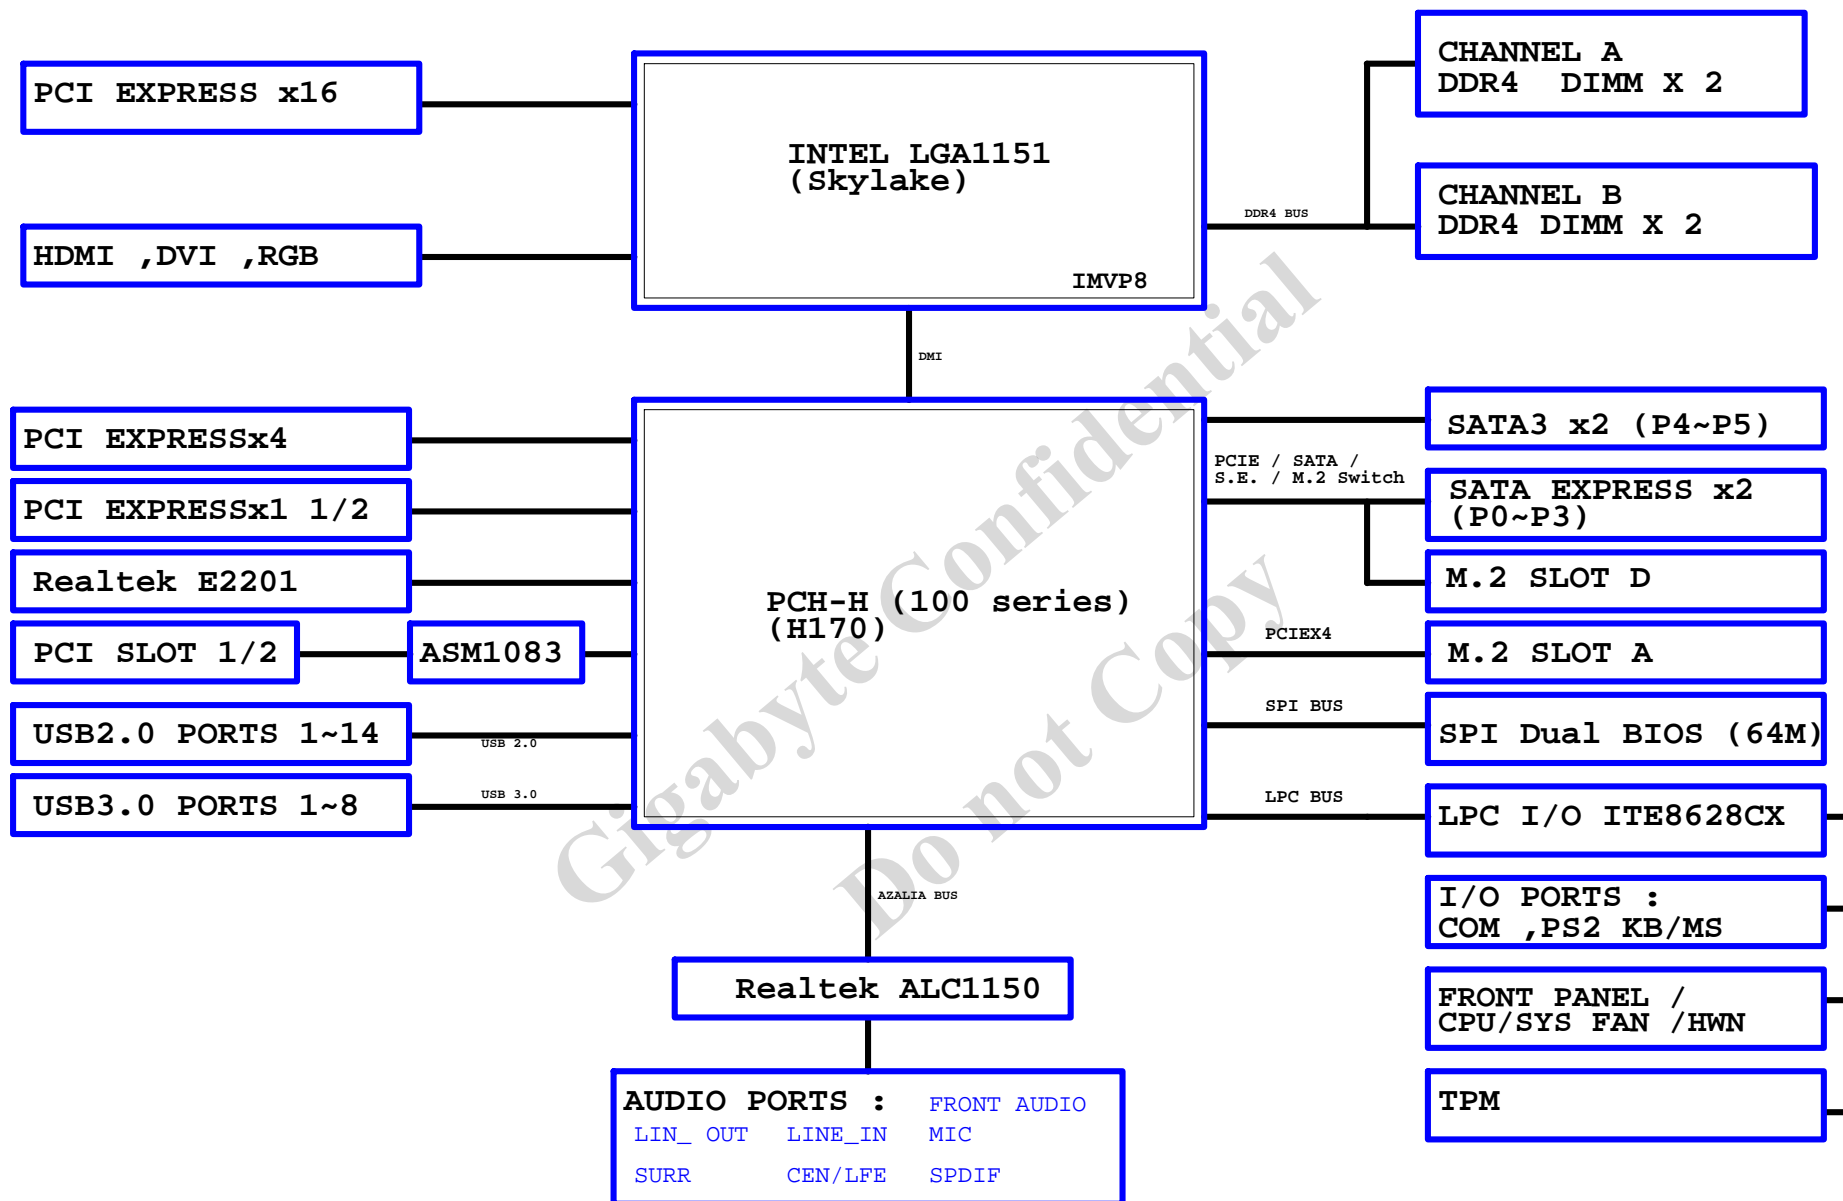 PCI EXPRESS x16
HDMI ,DVI ,RGB
INTEL LGA1151
(Skylake)
IMVP8
DDR4 BUS
CHANNEL A
DDR4 DIMM X 2
CHANNEL B
DDR4 DIMM X 2
DMI
PCI EXPRESSx4
PCI EXPRESSx1 1/2
Realtek E2201
PCI SLOT 1/2
ASM1083
USB2.0 PORTS 1~14
USB 2.0
USB3.0 PORTS 1~8
USB 3.0
PCH-H (100 series)
(H170)
SATA3 x2 (P4~P5)
PCIE / SATA /
S.E. / M.2 Switch
SATA EXPRESS x2
(P0~P3)
M.2 SLOT D
PCIEX4
M.2 SLOT A
SPI BUS
SPI Dual BIOS (64M)
LPC BUS
LPC I/O ITE8628CX
I/O PORTS :
COM ,PS2 KB/MS
FRONT PANEL /
CPU/SYS FAN /HWN
TPM
AZALIA BUS
Realtek ALC1150
AUDIO PORTS : FRONT AUDIO
LIN_ OUT LINE_IN MIC
SURR CEN/LFE SPDIF
Gigabyte Confidential
Do not Copy